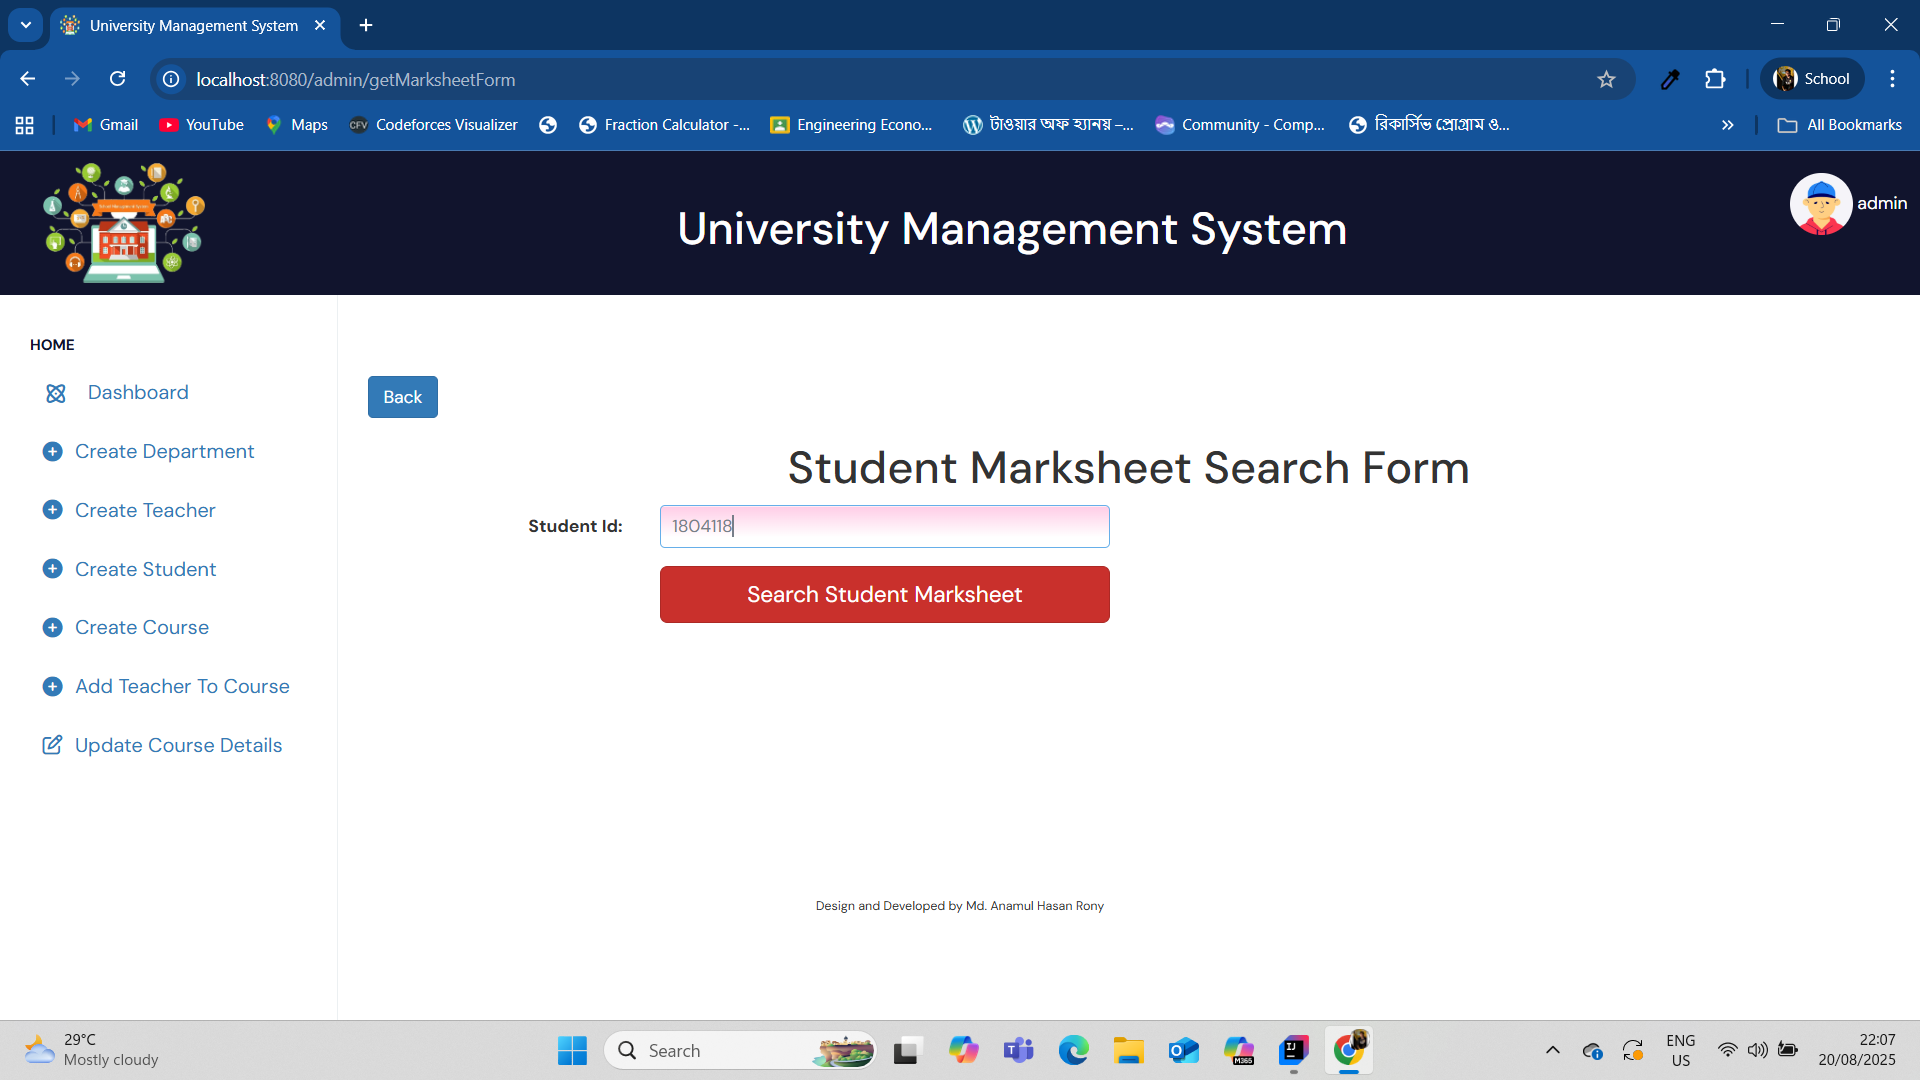 University Management System
localhost:8080/admin/getMarksheetForm
School
Gmail
YouTube
Maps
CFV
Codeforces Visualizer
Fraction Calculator -...
Engineering Econo...
টাওয়ার অফ হ্যানয় –...
Community - Comp...
রিকার্সিভ প্রোগ্রাম ও...
All Bookmarks
University Management System
admin
HOME
Dashboard
Create Department
Create Teacher
Create Student
Create Course
Add Teacher To Course
Update Course Details
Back
Student Marksheet Search Form
Student Id:
1804118
Search Student Marksheet
Design and Developed by Md. Anamul Hasan Rony
29°C
Mostly cloudy
Search
M365
ENG
US
22:07
20/08/2025